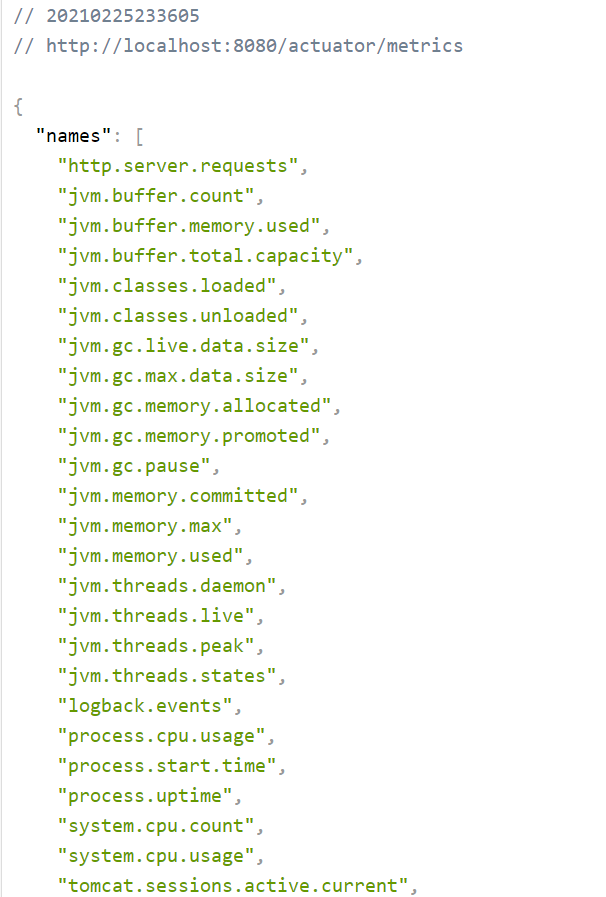 // 20210225233605
// http://localhost:8080/actuator/metrics
{
"names": [
"http.server.requests",
"jvm.buffer.count",
"jvm.buffer.memory.used",
"jvm.buffer.total.capacity",
"jvm.classes.loaded",
"jvm.classes.unloaded",
"jvm.gc.live.data.size",
"jvm.gc.max.data.size",
"jvm.gc.memory.allocated",
"jvm.gc.memory.promoted",
"jvm.gc.pause",
"jvm.memory.committed",
"jvm.memory.max",
"jvm.memory.used",
"jvm.threads.daemon",
"jvm.threads.live",
"jvm.threads.peak",
"jvm.threads.states",
"logback.events",
"process.cpu.usage",
"process.start.time",
"process.uptime",
"system.cpu.count",
"system.cpu.usage",
"tomcat.sessions.active.current",